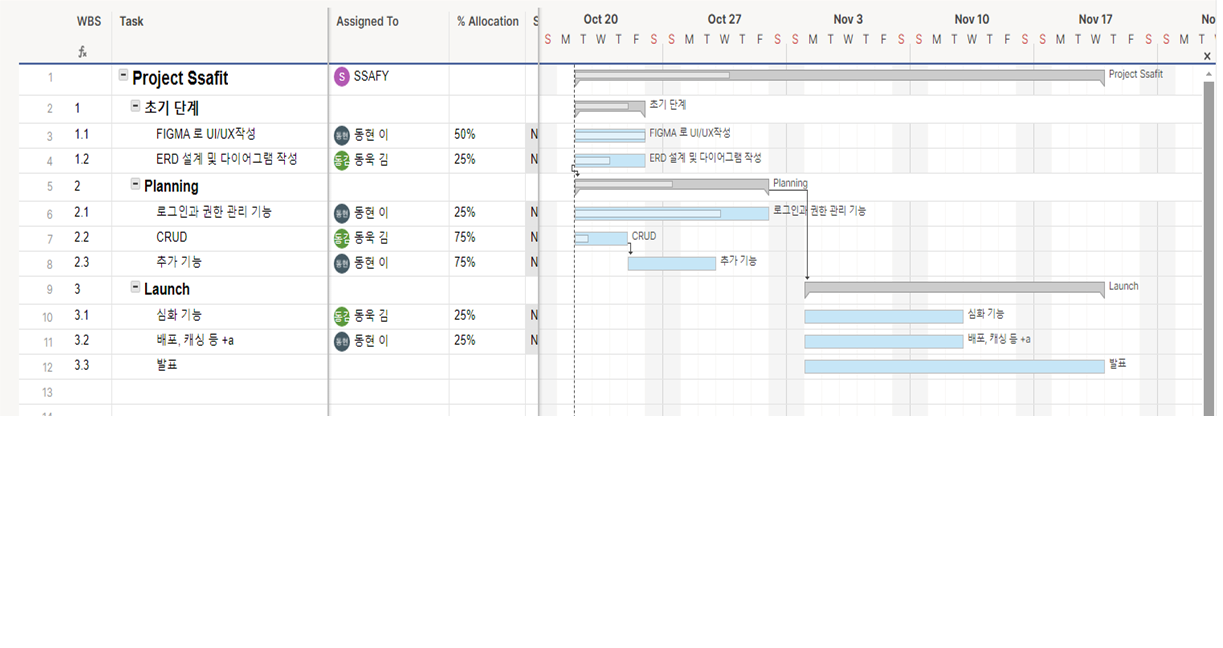 WBS Task Assigned To % Allocation S Oct 20 Oct 27 Nov 3 Nov 10 Nov 17 No
fx S M T W T F S S M T W T F S S M T W T F S S M T W T F S S M T W T F S S M T
1 Project Ssafit S SSAFY Project Ssafit
2 1 초기 단계 초기 단계
3 1.1 FIGMA 로 UI/UX작성 동현 동현 이 50% N FIGMA 로 UI/UX작성
4 1.2 ERD 설계 및 다이어그램 작성 동김 동욱 김 25% N ERD 설계 및 다이어그램 작성
5 2 Planning Planning
6 2.1 로그인과 권한 관리 기능 동현 동현 이 25% N 로그인과 권한 관리 기능
7 2.2 CRUD 동김 동욱 김 75% N CRUD
8 2.3 추가 기능 동현 동현 이 75% N 추가 기능
9 3 Launch Launch
10 3.1 심화 기능 동김 동욱 김 25% N 심화 기능
11 3.2 배포, 캐싱 등 +a 동현 동현 이 25% N 배포, 캐싱 등 +a
12 3.3 발표 발표
13